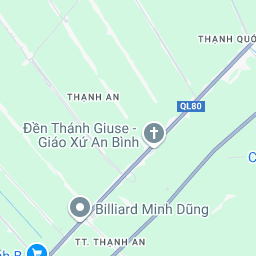 THẠNH QUỚ
THẠNH AN
QL80
Đền Thánh Giuse -
Giáo Xứ An Bình
C
Billiard Minh Dũng
TT. THẠNH AN
h B